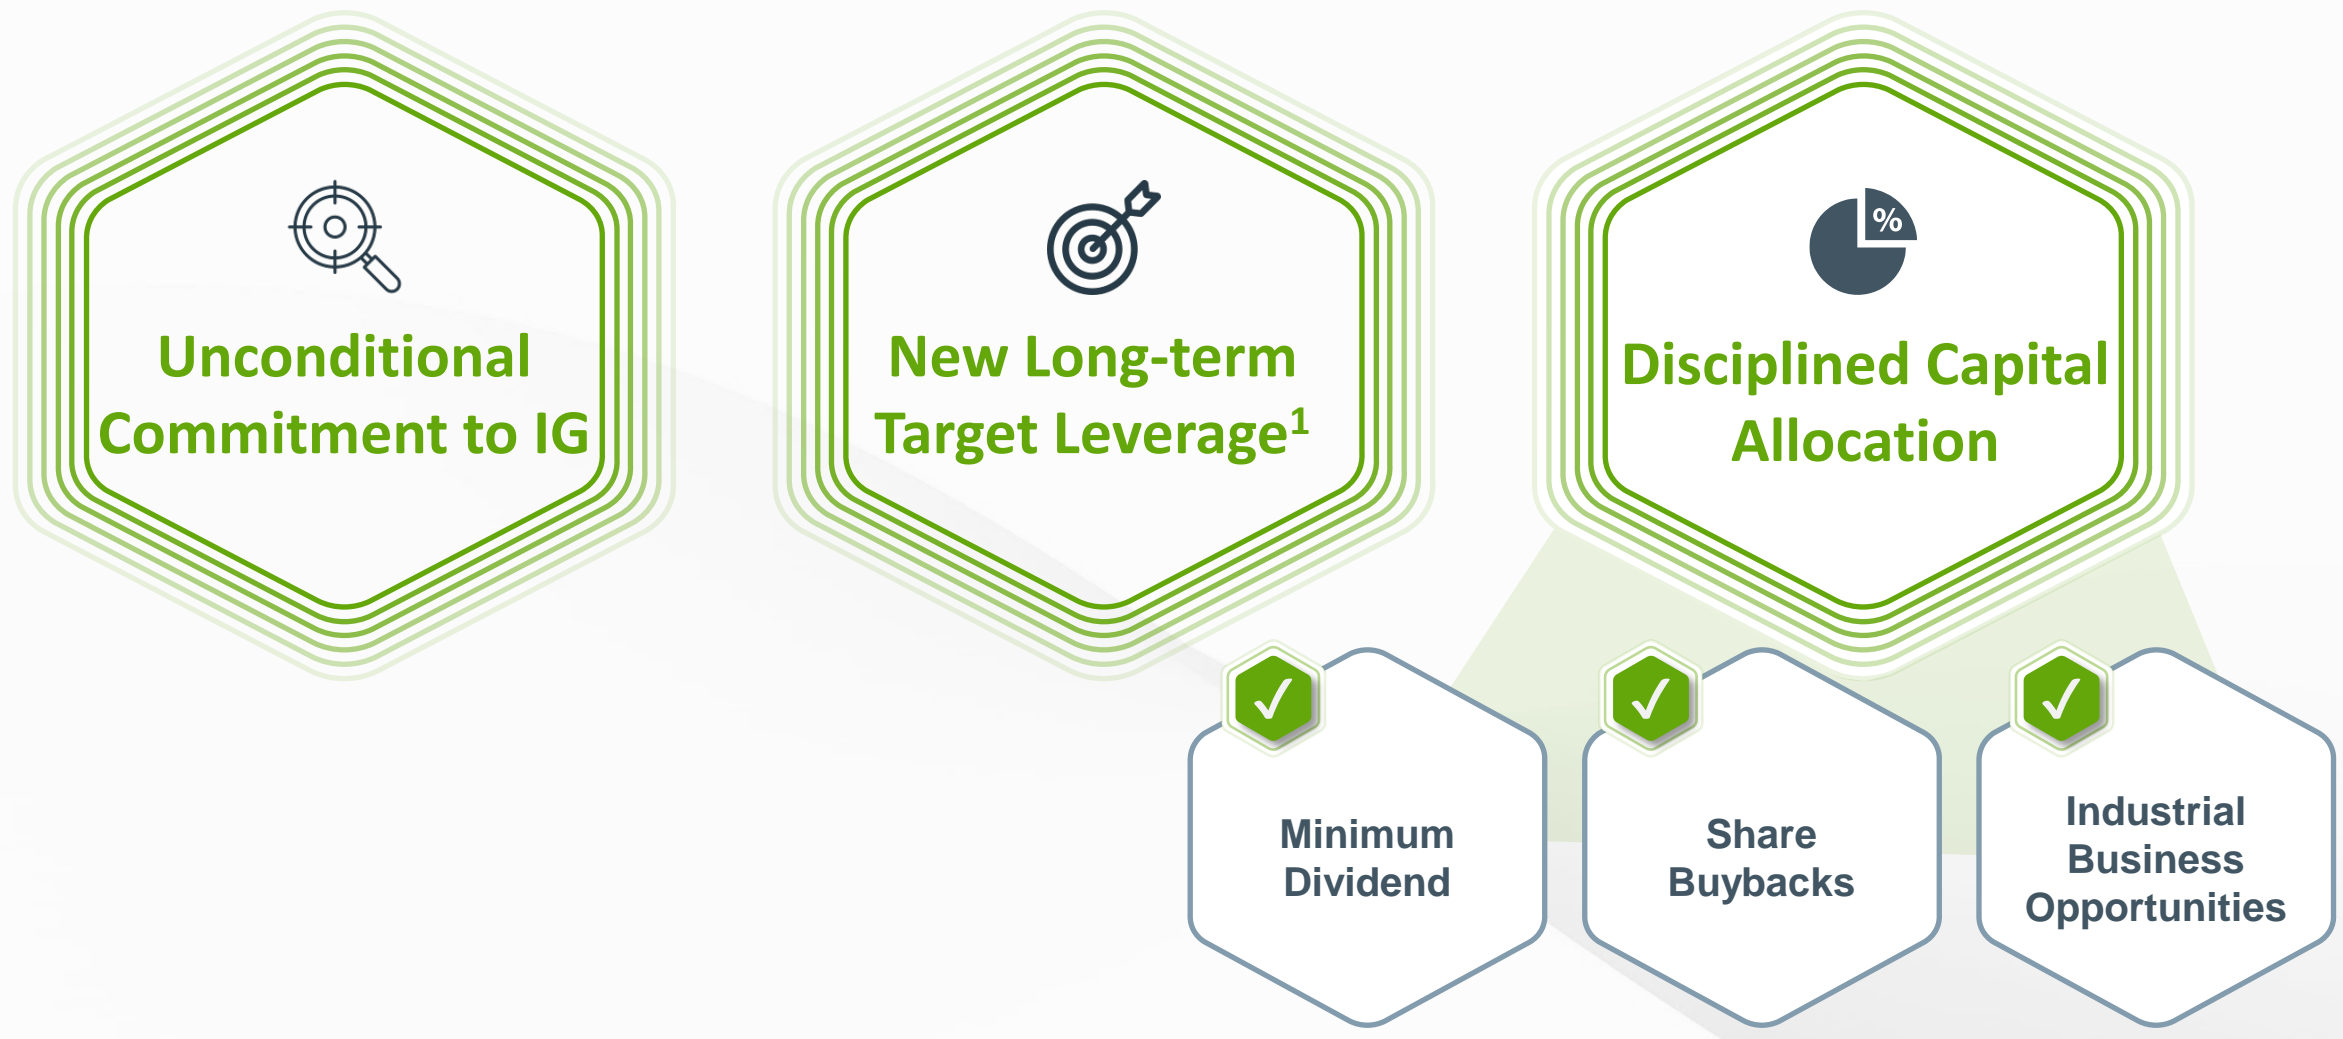 Unconditional
Commitment to IG
New Long-term
Target Leverage¹
%
Disciplined Capital
Allocation
Minimum
Dividend
Share
Buybacks
Industrial
Business
Opportunities